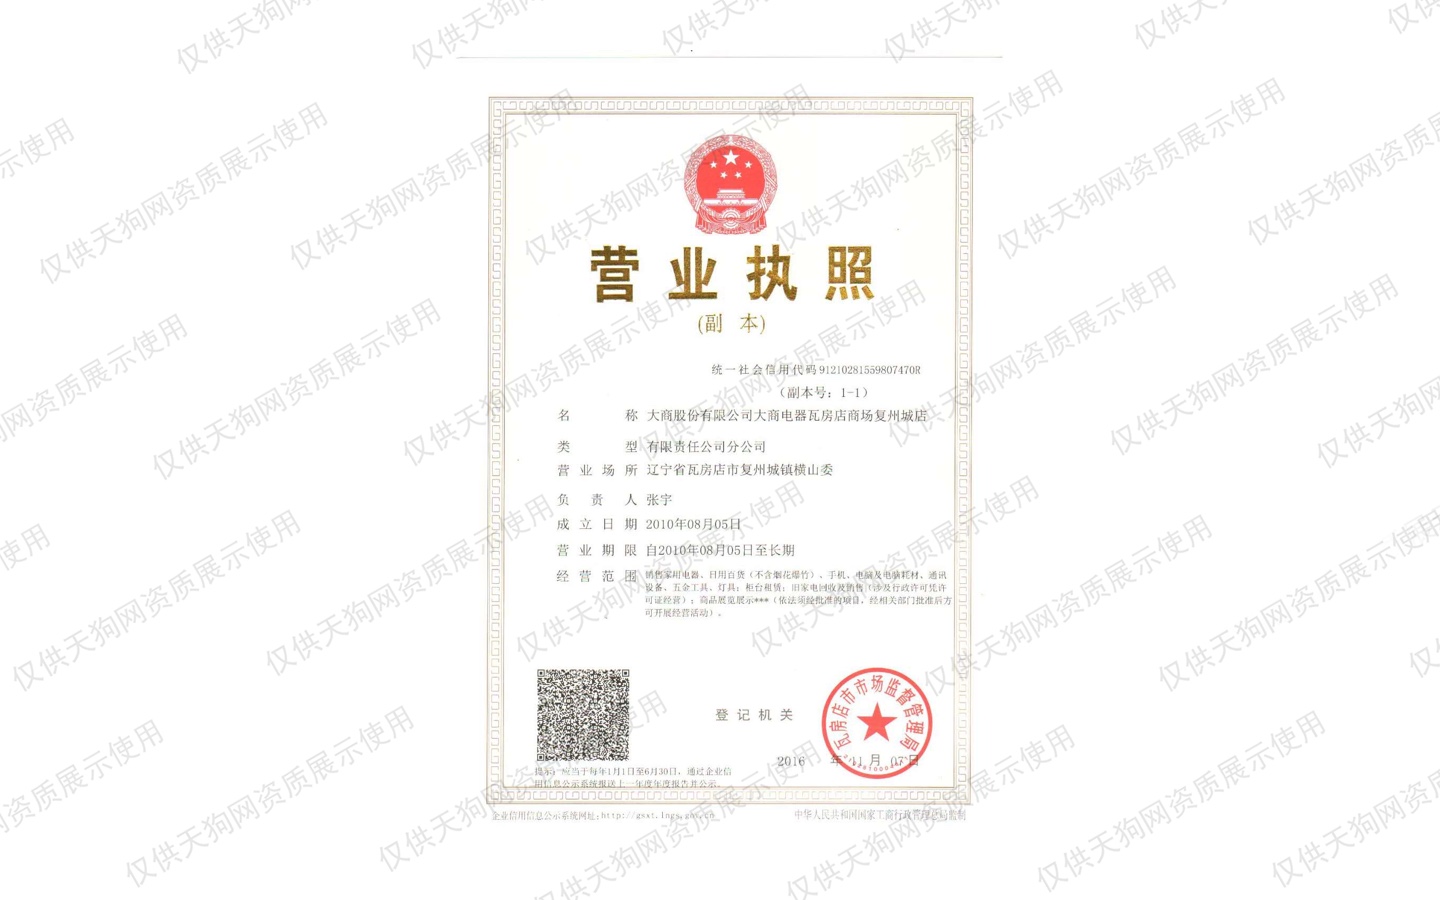 营业执照
(副 本)
统一社会信用代码 91210281559807470R
（副本号：1-1）
名 称 大商股份有限公司大商电器瓦房店商场复州城店
类 型 有限责任公司分公司
营业场所 辽宁省瓦房店市复州城镇横山委
负 责 人 张宇
成立日期 2010年08月05日
营业期限 自2010年08月05日至长期
经营范围 销售家用电器、日用百货（不含烟花爆竹）、手机、电脑及电脑耗材、通讯
设备、五金工具、灯具；柜台租赁；旧家电回收及销售（涉及行政许可凭许
可证经营）；商品展览展示***（依法须经批准的项目，经相关部门批准后方
可开展经营活动）。
登记机关
瓦房店市市场监督管理局
2016 年 11 月 07日
提示：应当于每年1月1日至6月30日，通过企业信
用信息公示系统报送上一年度年度报告并公示。
企业信用信息公示系统网址：http://gsxt.lngs.gov.cn
中华人民共和国国家工商行政管理总局监制
仅供天狗网资质展示使用